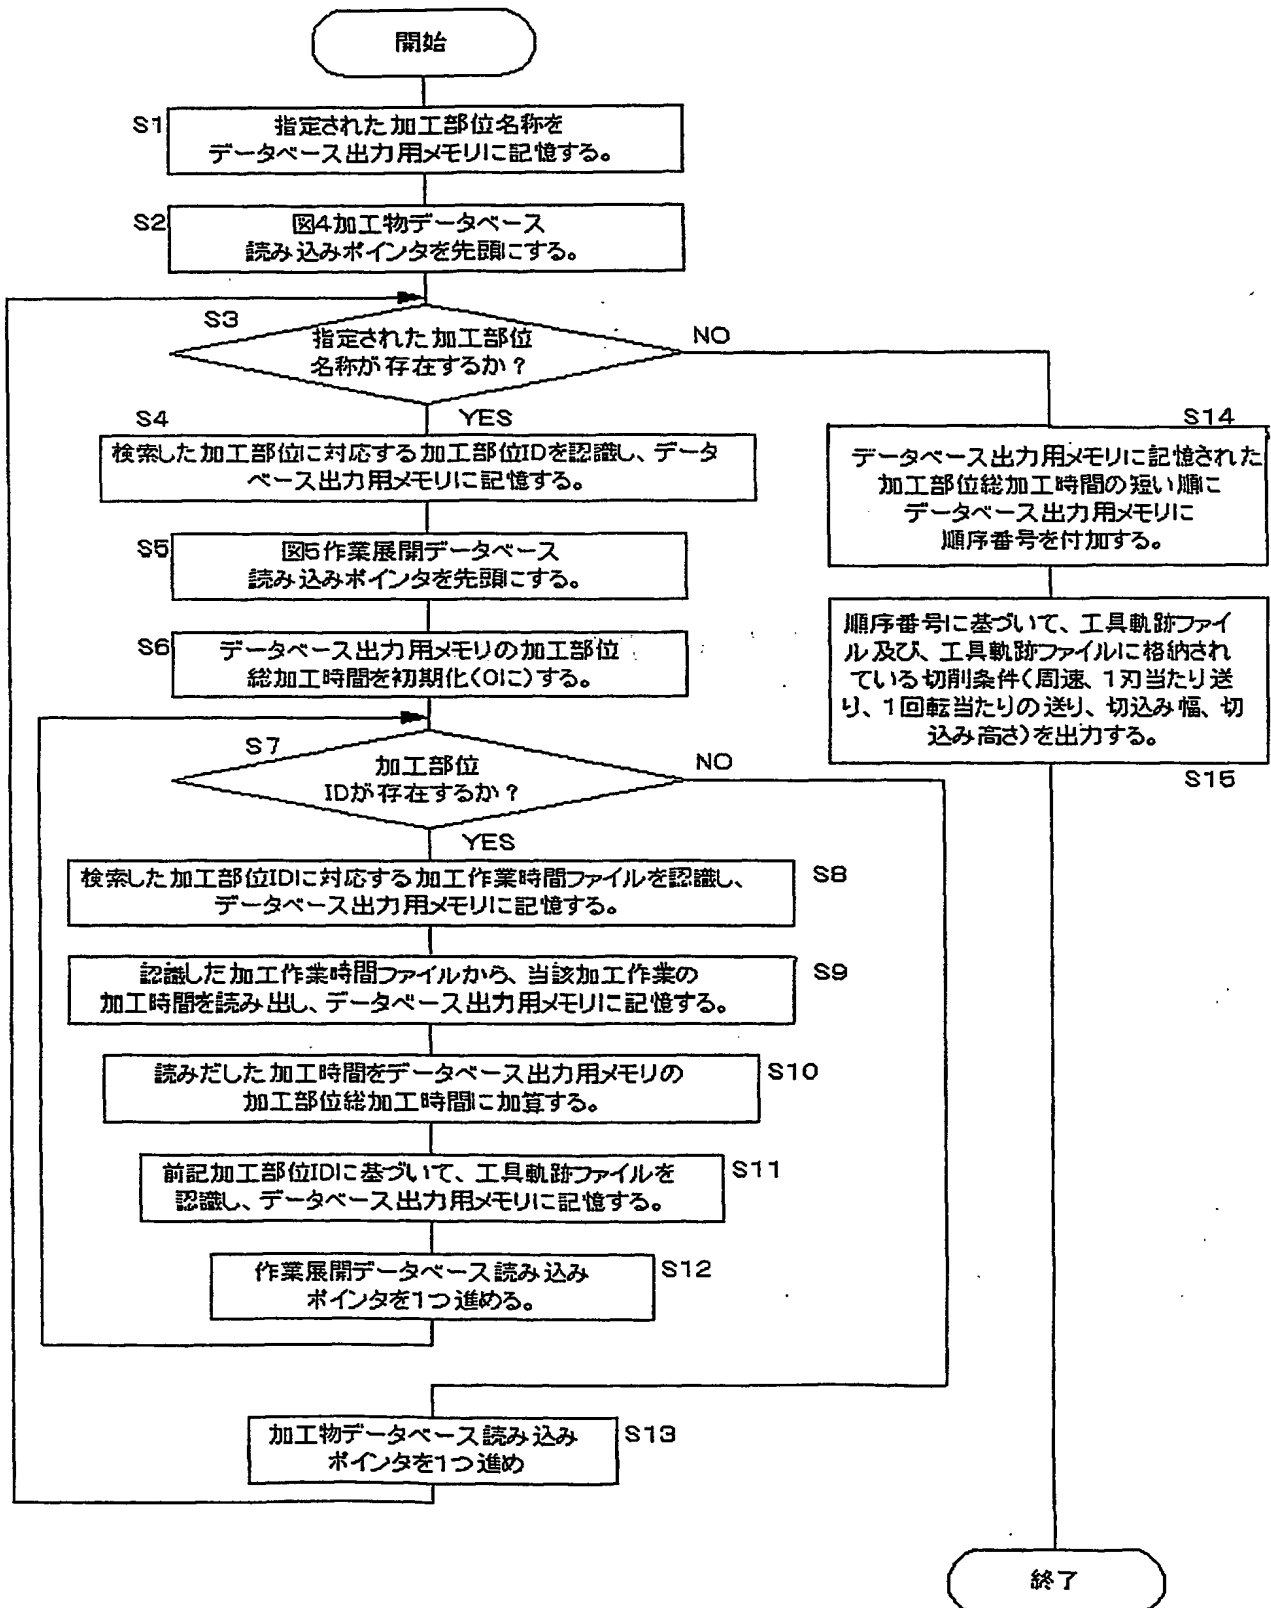 開始
S1
指定された加工部位名称を
データベース出力用メモリに記憶する。
S2
図4加工物データベース
読み込みポインタを先頭にする。
S3
指定された加工部位
名称が存在するか?
NO
YES
S4
検索した加工部位に対応する加工部位IDを認識し、データ
ベース出力用メモリに記憶する。
S5
図5作業展開データベース
読み込みポインタを先頭にする。
S6
データベース出力用メモリの加工部位
総加工時間を初期化(0に)する。
S7
加工部位
IDが存在するか?
NO
YES
検索した加工部位IDに対応する加工作業時間ファイルを認識し、
データベース出力用メモリに記憶する。
S8
認識した加工作業時間ファイルから、当該加工作業の
加工時間を読み出し、データベース出力用メモリに記憶する。
S9
読みだした加工時間をデータベース出力用メモリの
加工部位総加工時間に加算する。
S10
前記加工部位IDに基づいて、工具軌跡ファイルを
認識し、データベース出力用メモリに記憶する。
S11
作業展開データベース読み込み
ポインタを1つ進める。
S12
加工物データベース読み込み
ポインタを1つ進め
S13
S14
データベース出力用メモリに記憶された
加工部位総加工時間の短い順に
データベース出力用メモリに
順序番号を付加する。
順序番号に基づいて、工具軌跡ファイ
ル及び、工具軌跡ファイルに格納され
ている切削条件(周速、1刃当たり送
り、1回転当たりの送り、切込み幅、切
込み高さ)を出力する。
S15
終了